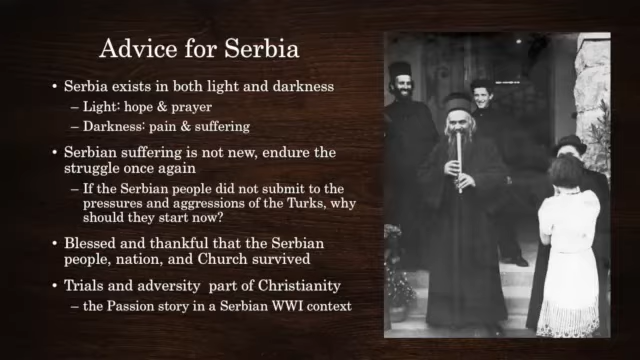 Advice for Serbia
• Serbia exists in both light and darkness
– Light: hope & prayer
– Darkness: pain & suffering
• Serbian suffering is not new, endure the
struggle once again
– If the Serbian people did not submit to the
pressures and aggressions of the Turks, why
should they start now?
• Blessed and thankful that the Serbian
people, nation, and Church survived
• Trials and adversity part of Christianity
– the Passion story in a Serbian WWI context